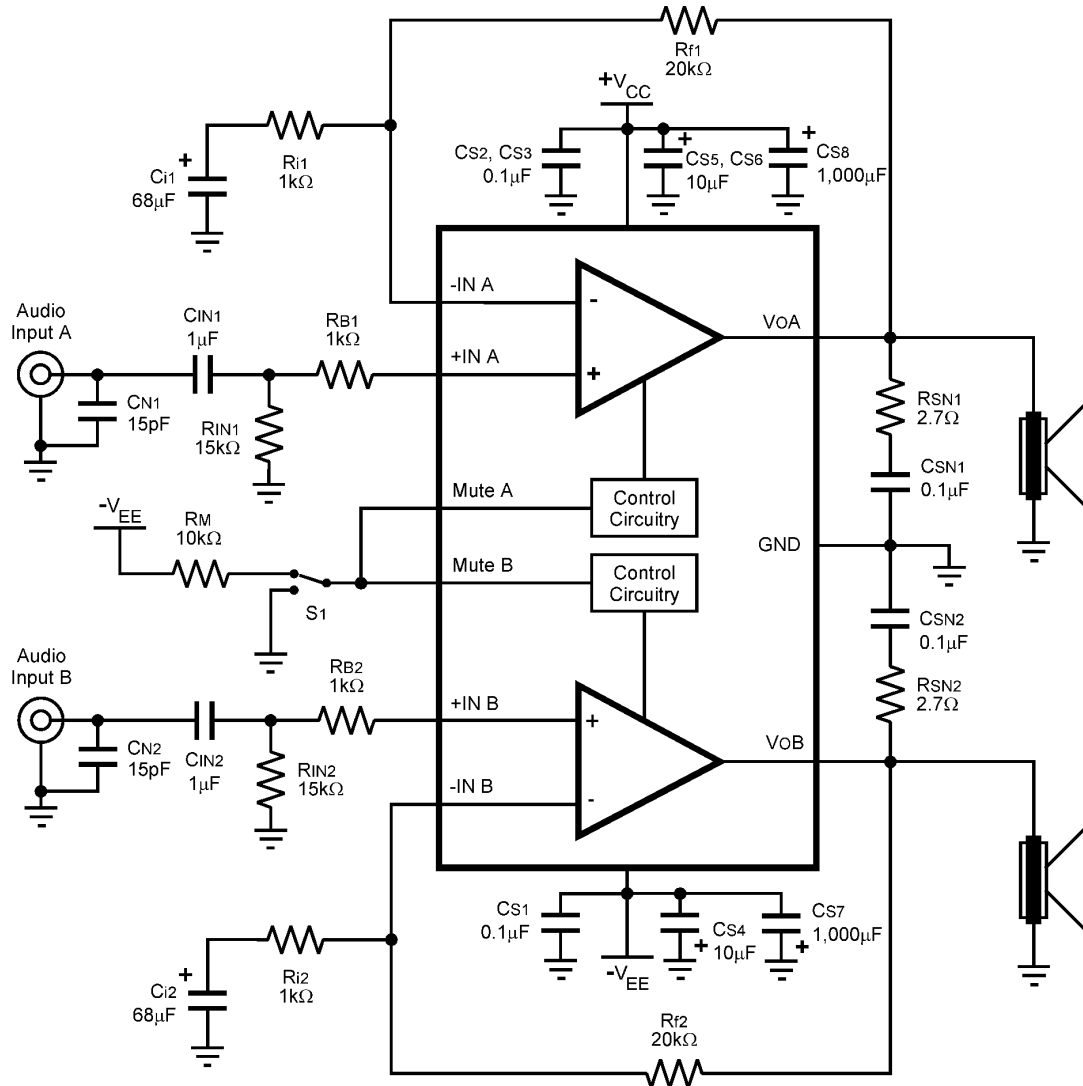 Rf1
20kΩ
+VCC
Ri1
1kΩ
Ci1
68µF
CS2, CS3
0.1µF
CS5, CS6
10µF
CS8
1,000µF
+
+
+
-IN A
-
Audio
Input A
CIN1
1µF
RB1
1kΩ
+IN A
+
VOA
CN1
15pF
RIN1
15kΩ
RSN1
2.7Ω
CSN1
0.1µF
Mute A
Control
Circuitry
-VEE
RM
10kΩ
GND
Mute B
Control
Circuitry
S1
CSN2
0.1µF
RSN2
2.7Ω
Audio
Input B
RB2
1kΩ
+IN B
+
VOB
CN2
15pF
CIN2
1µF
RIN2
15kΩ
-IN B
-
CS1
0.1µF
CS4
10µF
CS7
1,000µF
+
+
-VEE
Ri2
1kΩ
+
Ci2
68µF
Rf2
20kΩ